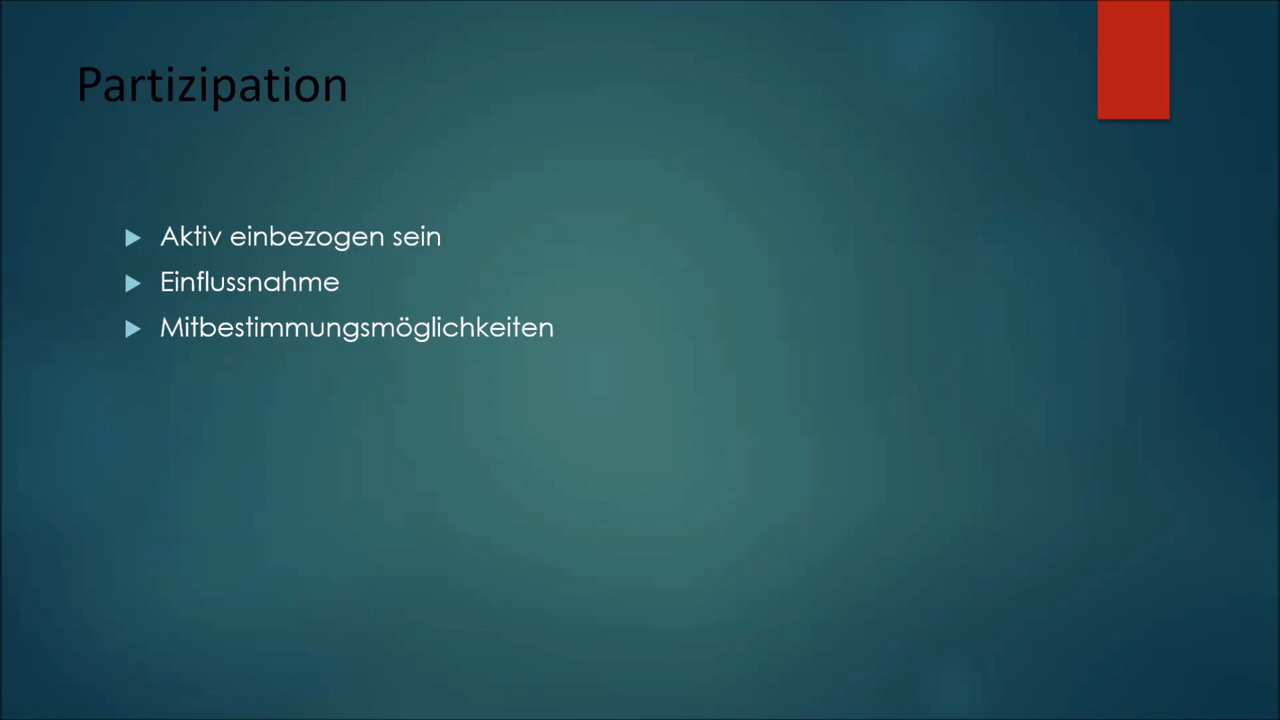 Partizipation
Aktiv einbezogen sein
Einflussnahme
Mitbestimmungsmöglichkeiten